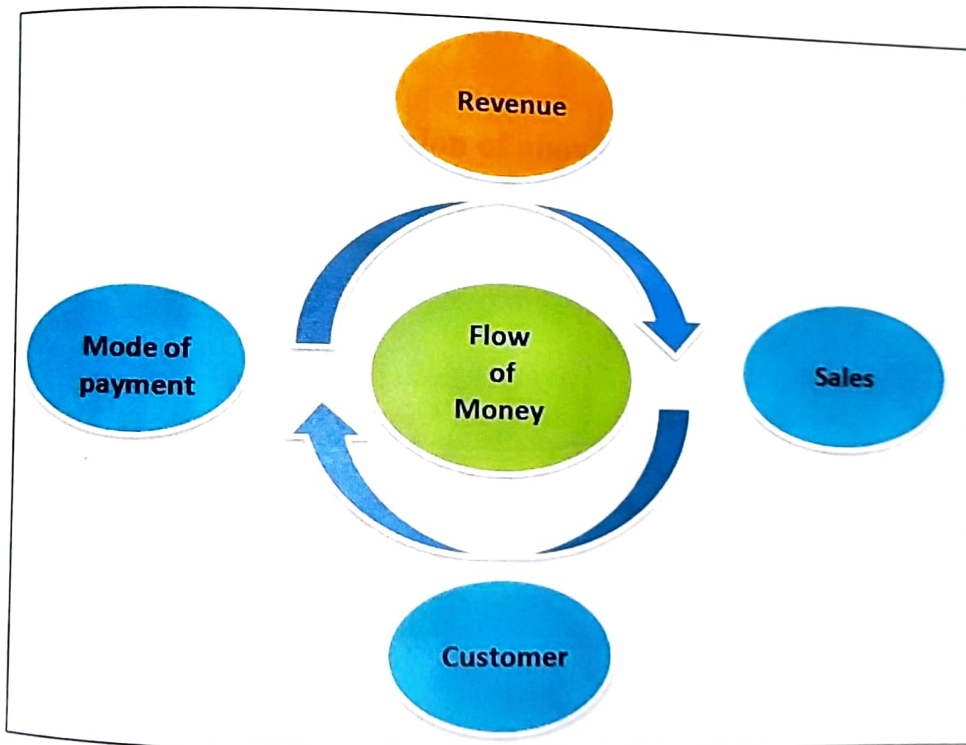 Revenue
Mode of
payment
Flow
of
Money
Sales
Customer